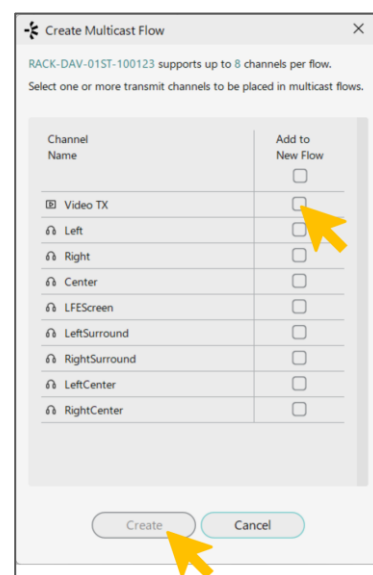 Create Multicast Flow
RACK-DAV-01ST-100123 supports up to 8 channels per flow.
Select one or more transmit channels to be placed in multicast flows.
Channel
Name
Add to
New Flow
Video TX
Left
Right
Center
LFEScreen
LeftSurround
RightSurround
LeftCenter
RightCenter
Create
Cancel